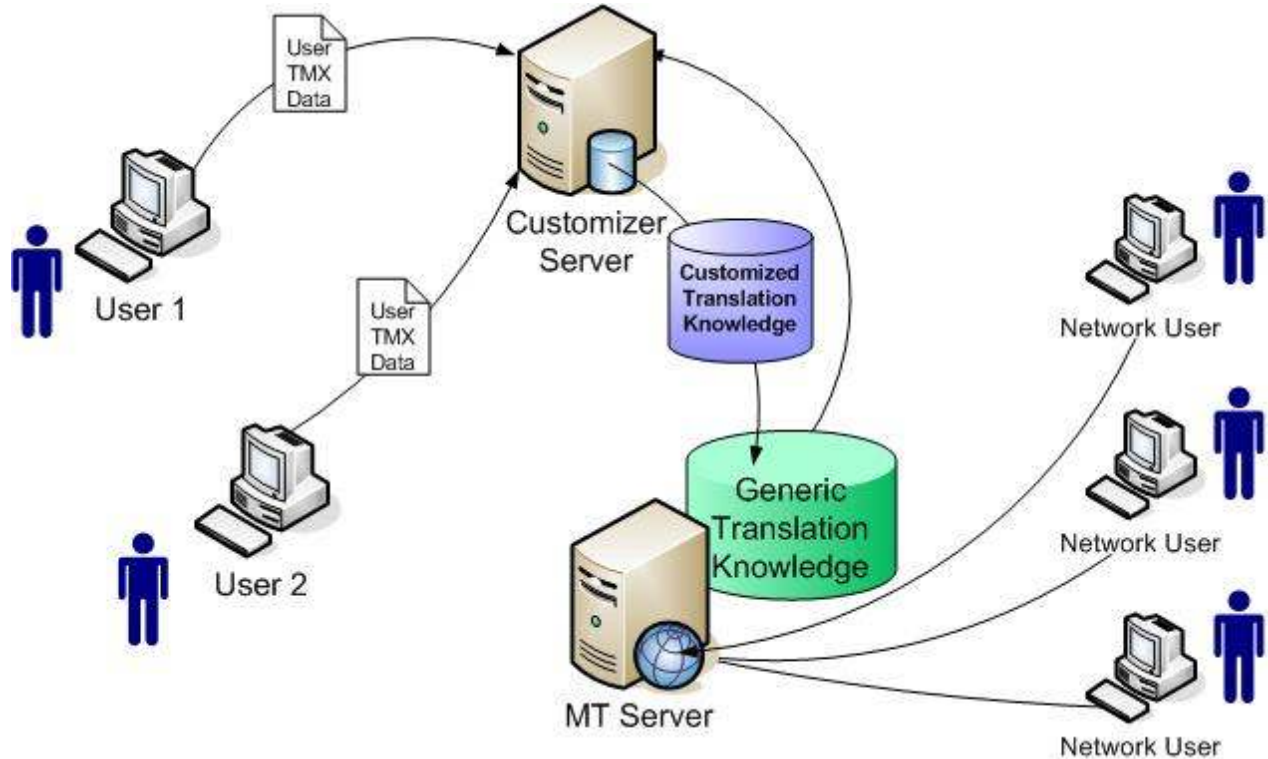 User
TMX
Data
User 1
User
TMX
Data
User 2
Customizer
Server
Customized
Translation
Knowledge
Generic
Translation
Knowledge
MT Server
Network User
Network User
Network User